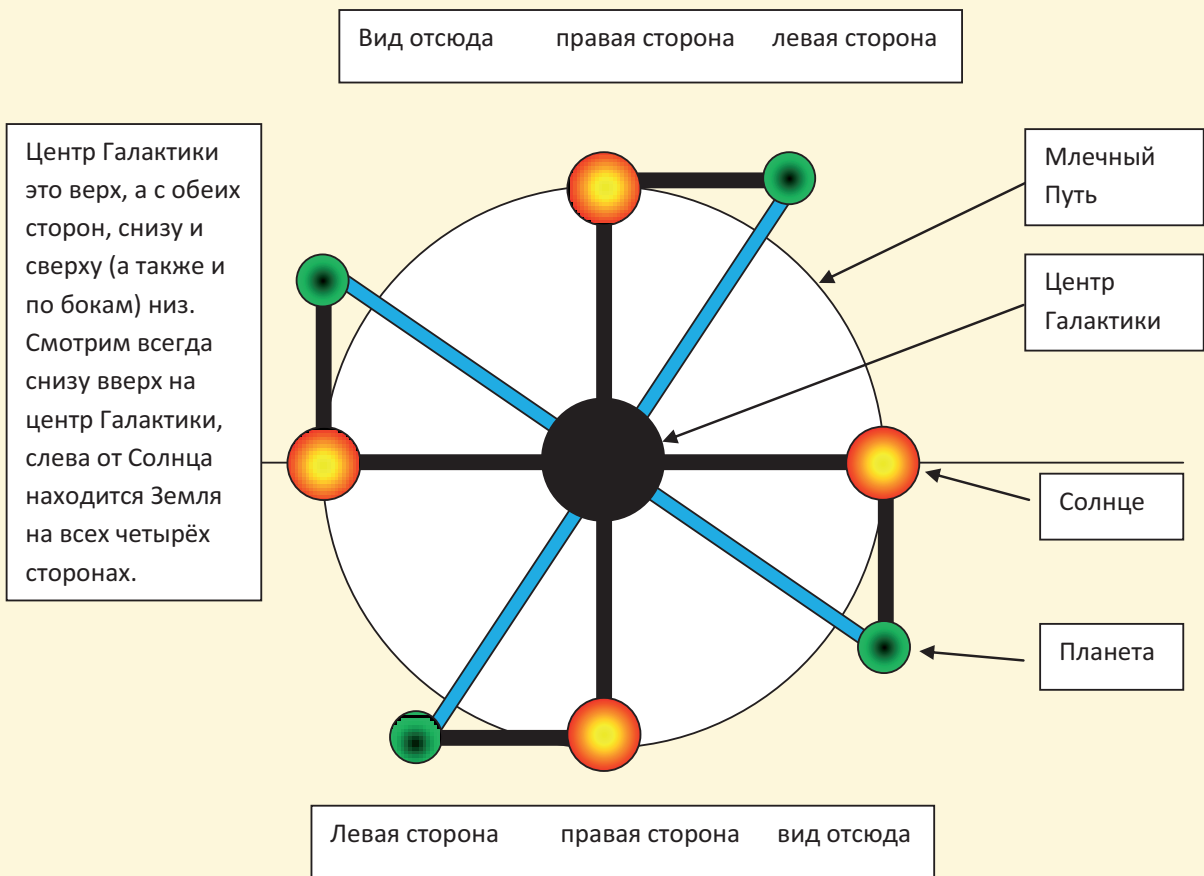 Вид отсюда правая сторона левая сторона
Центр Галактики
это верх, а с обеих
сторон, снизу и
сверху (а также и
по бокам) низ.
Смотрим всегда
снизу вверх на
центр Галактики,
слева от Солнца
находится Земля
на всех четырёх
сторонах.
Млечный
Путь
Центр
Галактики
Солнце
Планета
Левая сторона правая сторона вид отсюда